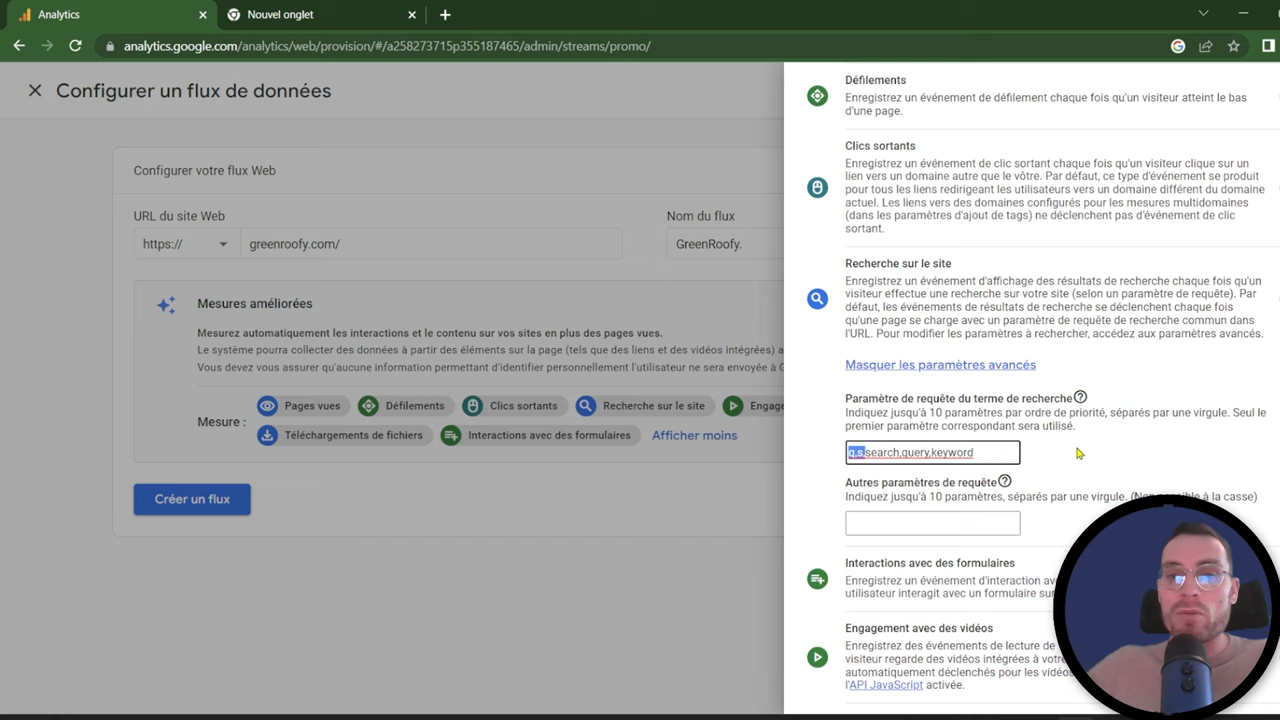 Analytics
Nouvel onglet
analytics.google.com/analytics/web/provision/#/a258273715p355187465/admin/streams/promo/
Configurer un flux de données
Configurer votre flux Web
URL du site Web
Nom du flux
https://
greenroofy.com/
GreenRoofy.
Mesures améliorées
Mesurez automatiquement les interactions et le contenu sur vos sites en plus des pages vues.
Le système pourra collecter des données à partir des éléments sur la page (tels que des liens et des vidéos intégrées) a
Vous devez vous assurer qu'aucune information permettant d'identifier personnellement l'utilisateur ne sera envoyée à G
Mesure :
Pages vues
Défilements
Clics sortants
Recherche sur le site
Engage
Téléchargements de fichiers
Interactions avec des formulaires
Afficher moins
Créer un flux
Défilements
Enregistrez un événement de défilement chaque fois qu'un visiteur atteint le bas
d'une page.
Clics sortants
Enregistrez un événement de clic sortant chaque fois qu'un visiteur clique sur un
lien vers un domaine autre que le vôtre. Par défaut, ce type d'événement se produit
pour tous les liens redirigeant les utilisateurs vers un domaine différent du domaine
actuel. Les liens vers des domaines configurés pour les mesures multidomaines
(dans les paramètres d'ajout de tags) ne déclenchent pas d'événement de clic
sortant.
Recherche sur le site
Enregistrez un événement d'affichage des résultats de recherche chaque fois qu'un
visiteur effectue une recherche sur votre site (selon un paramètre de requête). Par
défaut, les événements de résultats de recherche se déclenchent chaque fois
qu'une page se charge avec un paramètre de requête de recherche commun dans
l'URL. Pour modifier les paramètres à rechercher, accédez aux paramètres avancés.
Masquer les paramètres avancés
Paramètre de requête du terme de recherche
Indiquez jusqu'à 10 paramètres par ordre de priorité, séparés par une virgule. Seul le
premier paramètre correspondant sera utilisé.
q,s,search,query,keyword
Autres paramètres de requête
Indiquez jusqu'à 10 paramètres, séparés par une virgule. (Non sensible à la casse)
Interactions avec des formulaires
Enregistrez un événement d'interaction
utilisateur interagit avec un formulaire
Engagement avec des vidéos
Enregistrez des événements de lecture de
visiteur regarde des vidéos intégrées à
automatiquement déclenchés pour les
l'API JavaScript activée.